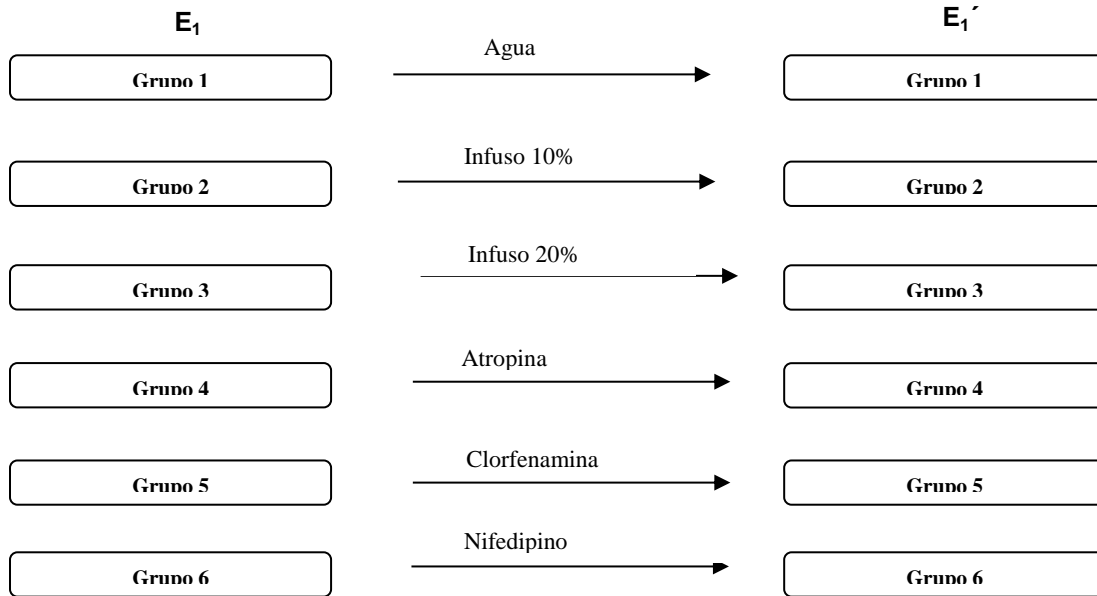 E1 E1´
Agua
Grupo 1 Grupo 1
Infuso 10%
Grupo 2 Grupo 2
Infuso 20%
Grupo 3 Grupo 3
Atropina
Grupo 4 Grupo 4
Clorfenamina
Grupo 5 Grupo 5
Nifedipino
Grupo 6 Grupo 6